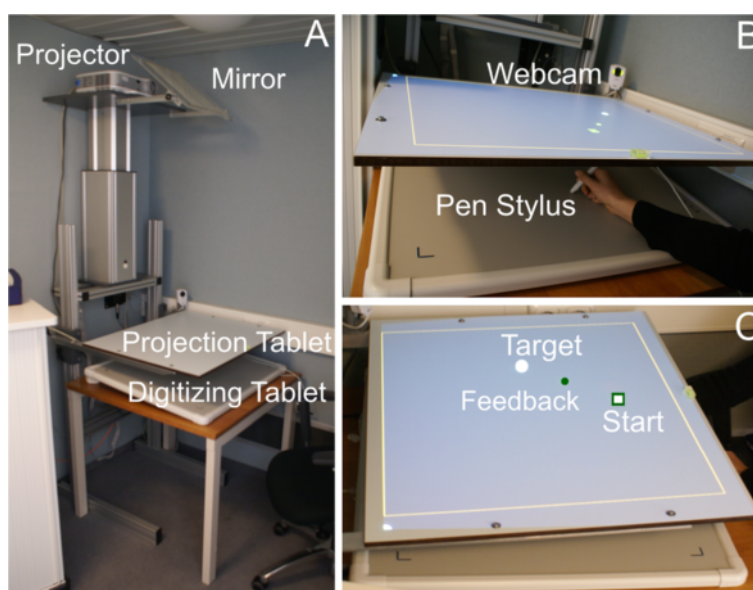 A
Projector
Mirror
Projection Tablet
Digitizing Tablet
B
Webcam
Pen Stylus
C
Target
Feedback
Start